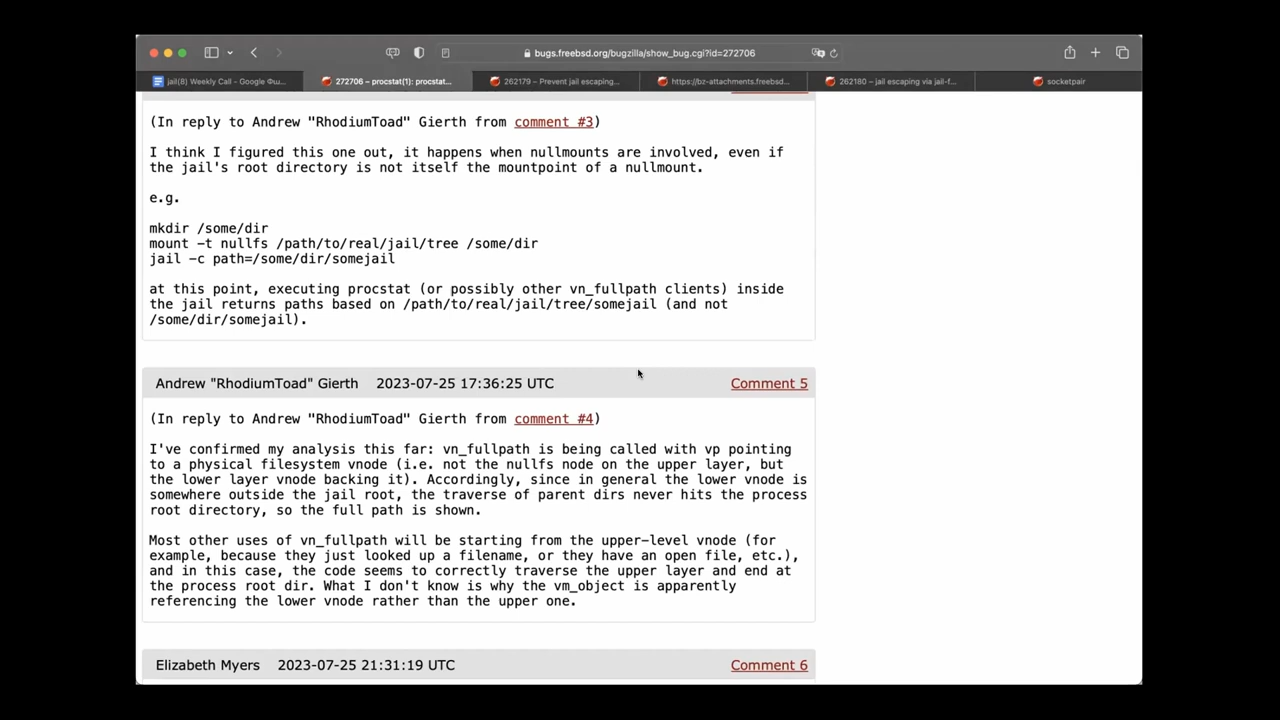 bugs.freebsd.org/bugzilla/show_bug.cgi?id=272706
jail(8) Weekly Call - Google Фш...
272706 – procstat(1): procstat...
262179 – Prevent jail escaping...
https://bz-attachments.freebsd...
262180 – jail escaping via jail-f...
socketpair
(In reply to Andrew "RhodiumToad" Gierth from comment #3)
I think I figured this one out, it happens when nullmounts are involved, even if
the jail's root directory is not itself the mountpoint of a nullmount.
e.g.
mkdir /some/dir
mount -t nullfs /path/to/real/jail/tree /some/dir
jail -c path=/some/dir/somejail
at this point, executing procstat (or possibly other vn_fullpath clients) inside
the jail returns paths based on /path/to/real/jail/tree/somejail (and not
/some/dir/somejail).
Andrew "RhodiumToad" Gierth 2023-07-25 17:36:25 UTC Comment 5
(In reply to Andrew "RhodiumToad" Gierth from comment #4)
I've confirmed my analysis this far: vn_fullpath is being called with vp pointing
to a physical filesystem vnode (i.e. not the nullfs node on the upper layer, but
the lower layer vnode backing it). Accordingly, since in general the lower vnode is
somewhere outside the jail root, the traverse of parent dirs never hits the process
root directory, so the full path is shown.
Most other uses of vn_fullpath will be starting from the upper-level vnode (for
example, because they just looked up a filename, or they have an open file, etc.),
and in this case, the code seems to correctly traverse the upper layer and end at
the process root dir. What I don't know is why the vm_object is apparently
referencing the lower vnode rather than the upper one.
Elizabeth Myers 2023-07-25 21:31:19 UTC Comment 6